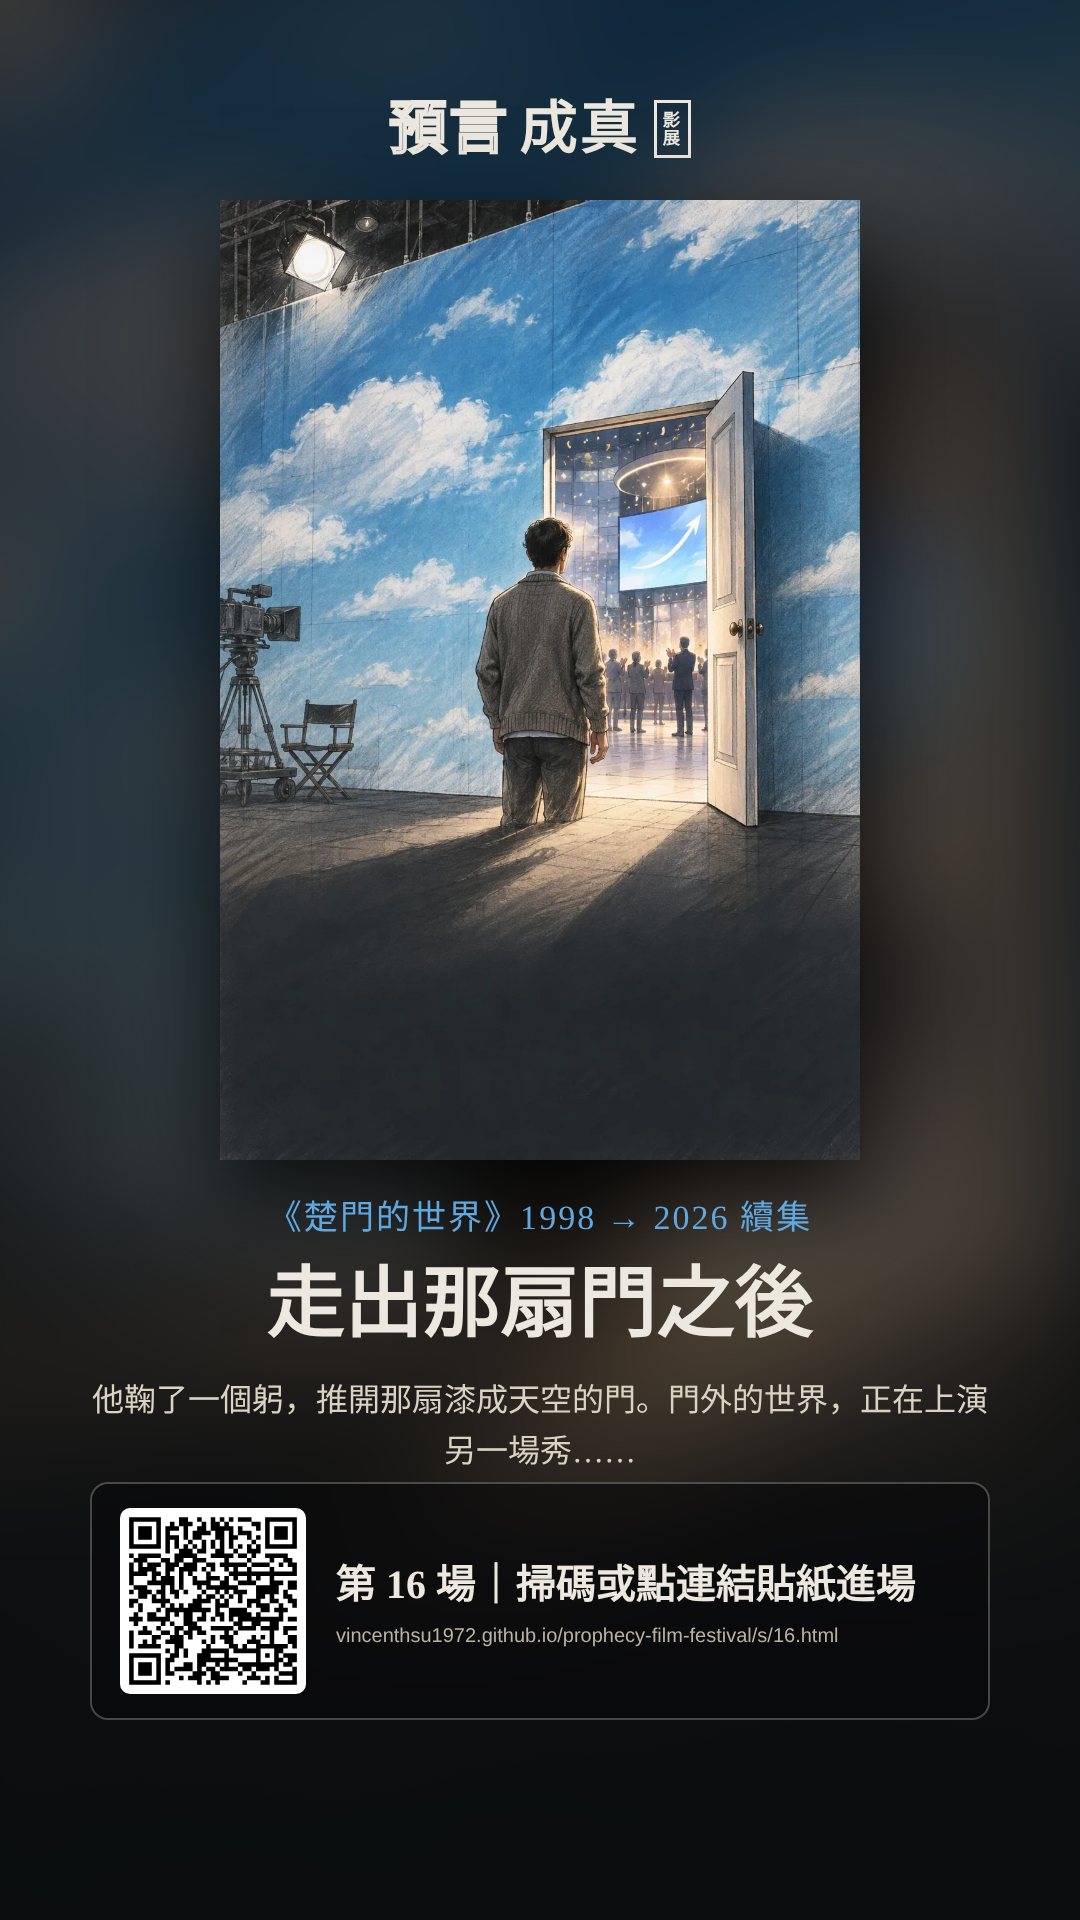 預言成真 影展
《楚門的世界》1998 → 2026 續集
走出那扇門之後
他鞠了一個躬，推開那扇漆成天空的門。門外的世界，正在上演
另一場秀……
第 16 場｜掃碼或點連結貼紙進場
vincenthsu1972.github.io/prophecy-film-festival/s/16.html